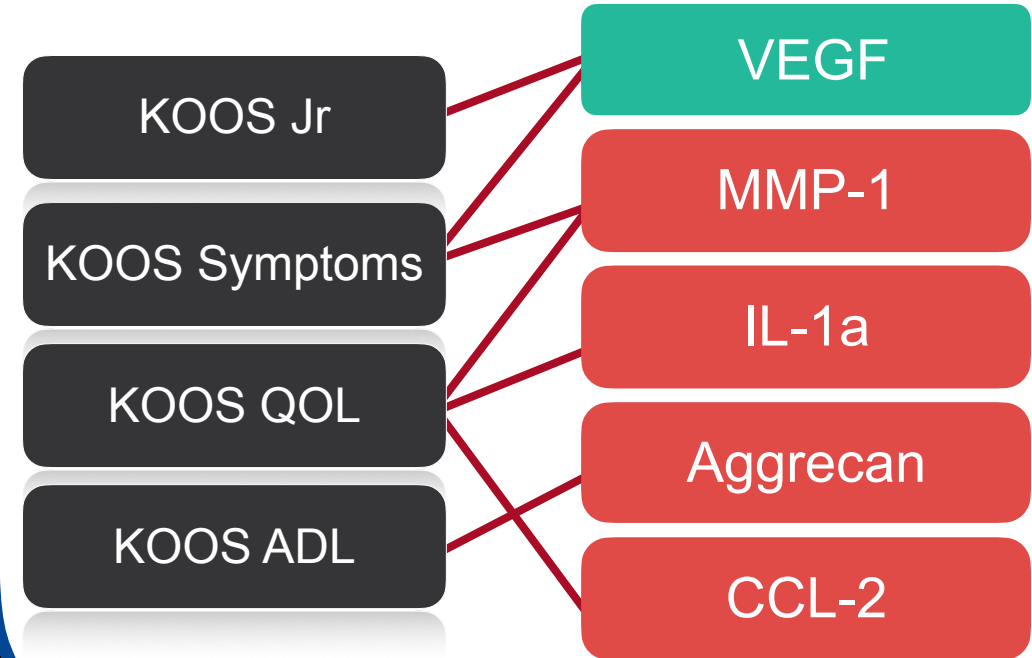 KOOS Jr
KOOS Symptoms
KOOS QOL
KOOS ADL
VEGF
MMP-1
IL-1a
Aggrecan
CCL-2